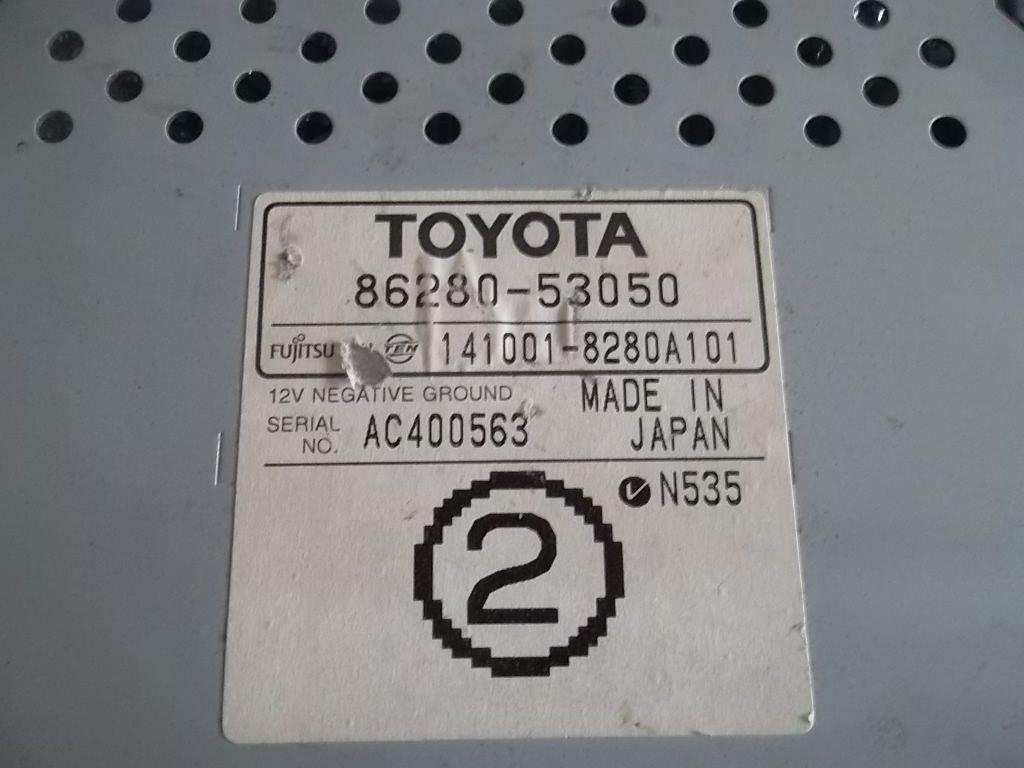 TOYOTA
86280-53050
FUJITSU TEN 141001-8280A101
12V NEGATIVE GROUND
MADE IN
JAPAN
SERIAL
NO. AC400563
N535
2